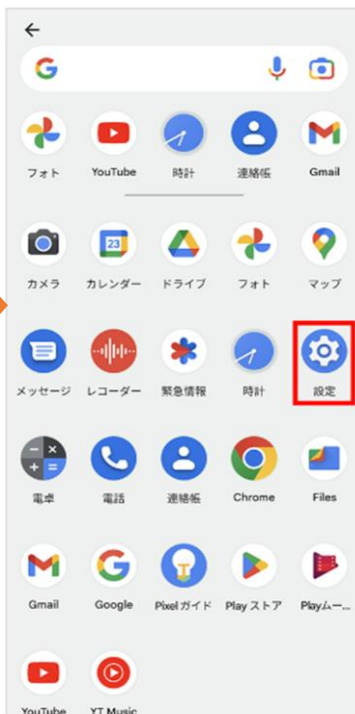 G
フォト YouTube 時計 連絡帳 Gmail
23
カメラ カレンダー ドライブ フォト マップ
メッセージ レコーダー 緊急情報 時計 設定
電卓 電話 連絡帳 Chrome Files
Gmail Google Pixel ガイド Play ストア Playムー...
YouTube YT Music